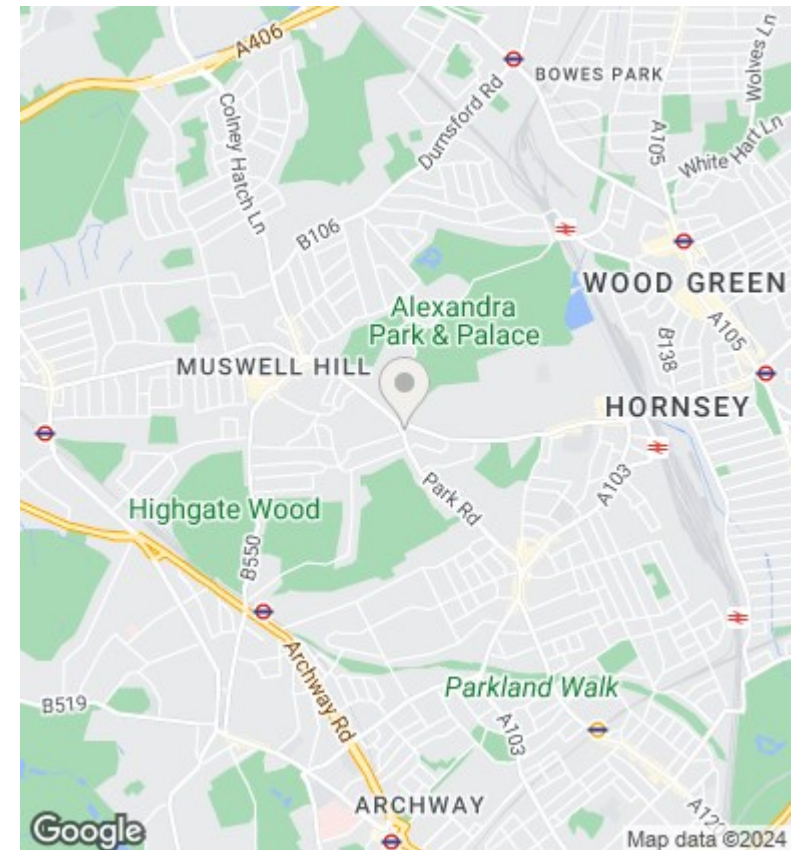 A406
BOWES PARK
Wolves Ln
Colney Hatch Ln
Durnsford Rd
A105
White Hart Ln
B106
WOOD GREEN
Alexandra
Park & Palace
A105
B138
MUSWELL HILL
HORNSEY
Park Rd
A103
Highgate Wood
B550
Archway Rd
Parkland Walk
B519
A103
ARCHWAY
Google
Map data ©2024